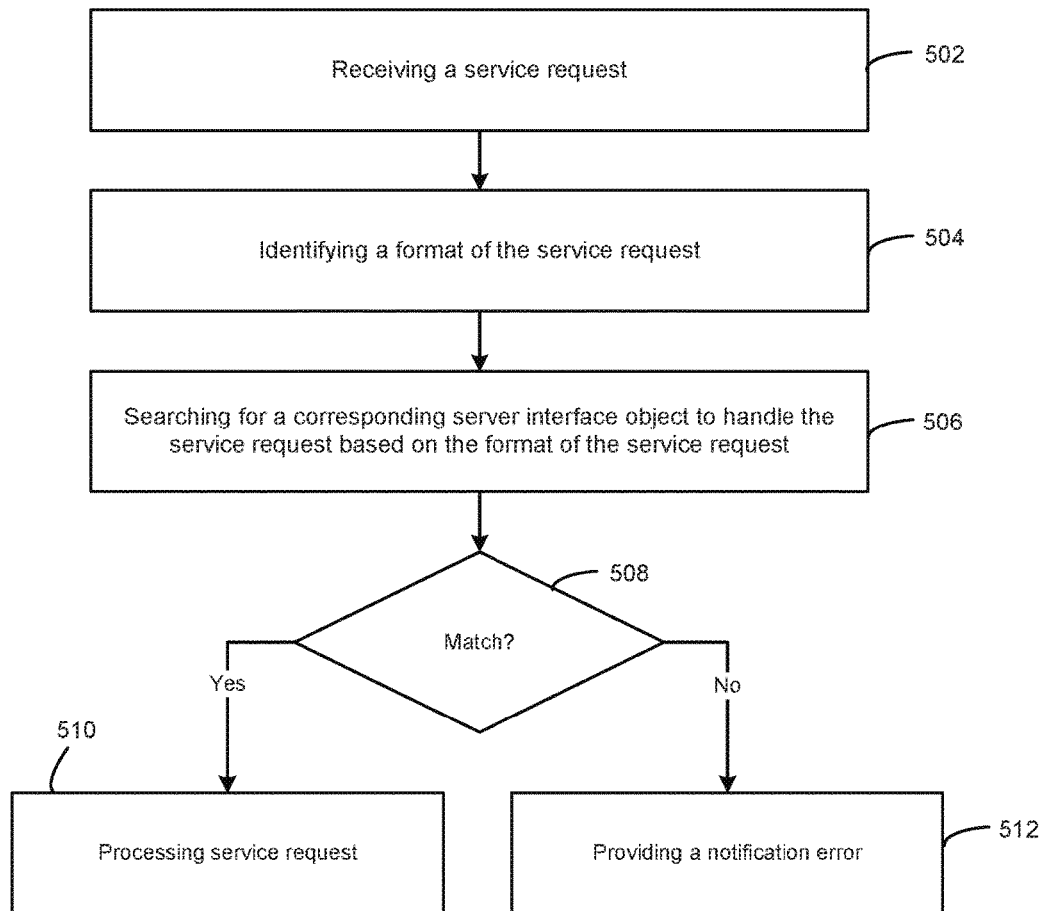 Receiving a service request
502
Identifying a format of the service request
504
Searching for a corresponding server interface object to handle the
service request based on the format of the service request
506
508
Match?
Yes
No
510
Processing service request
Providing a notification error
512